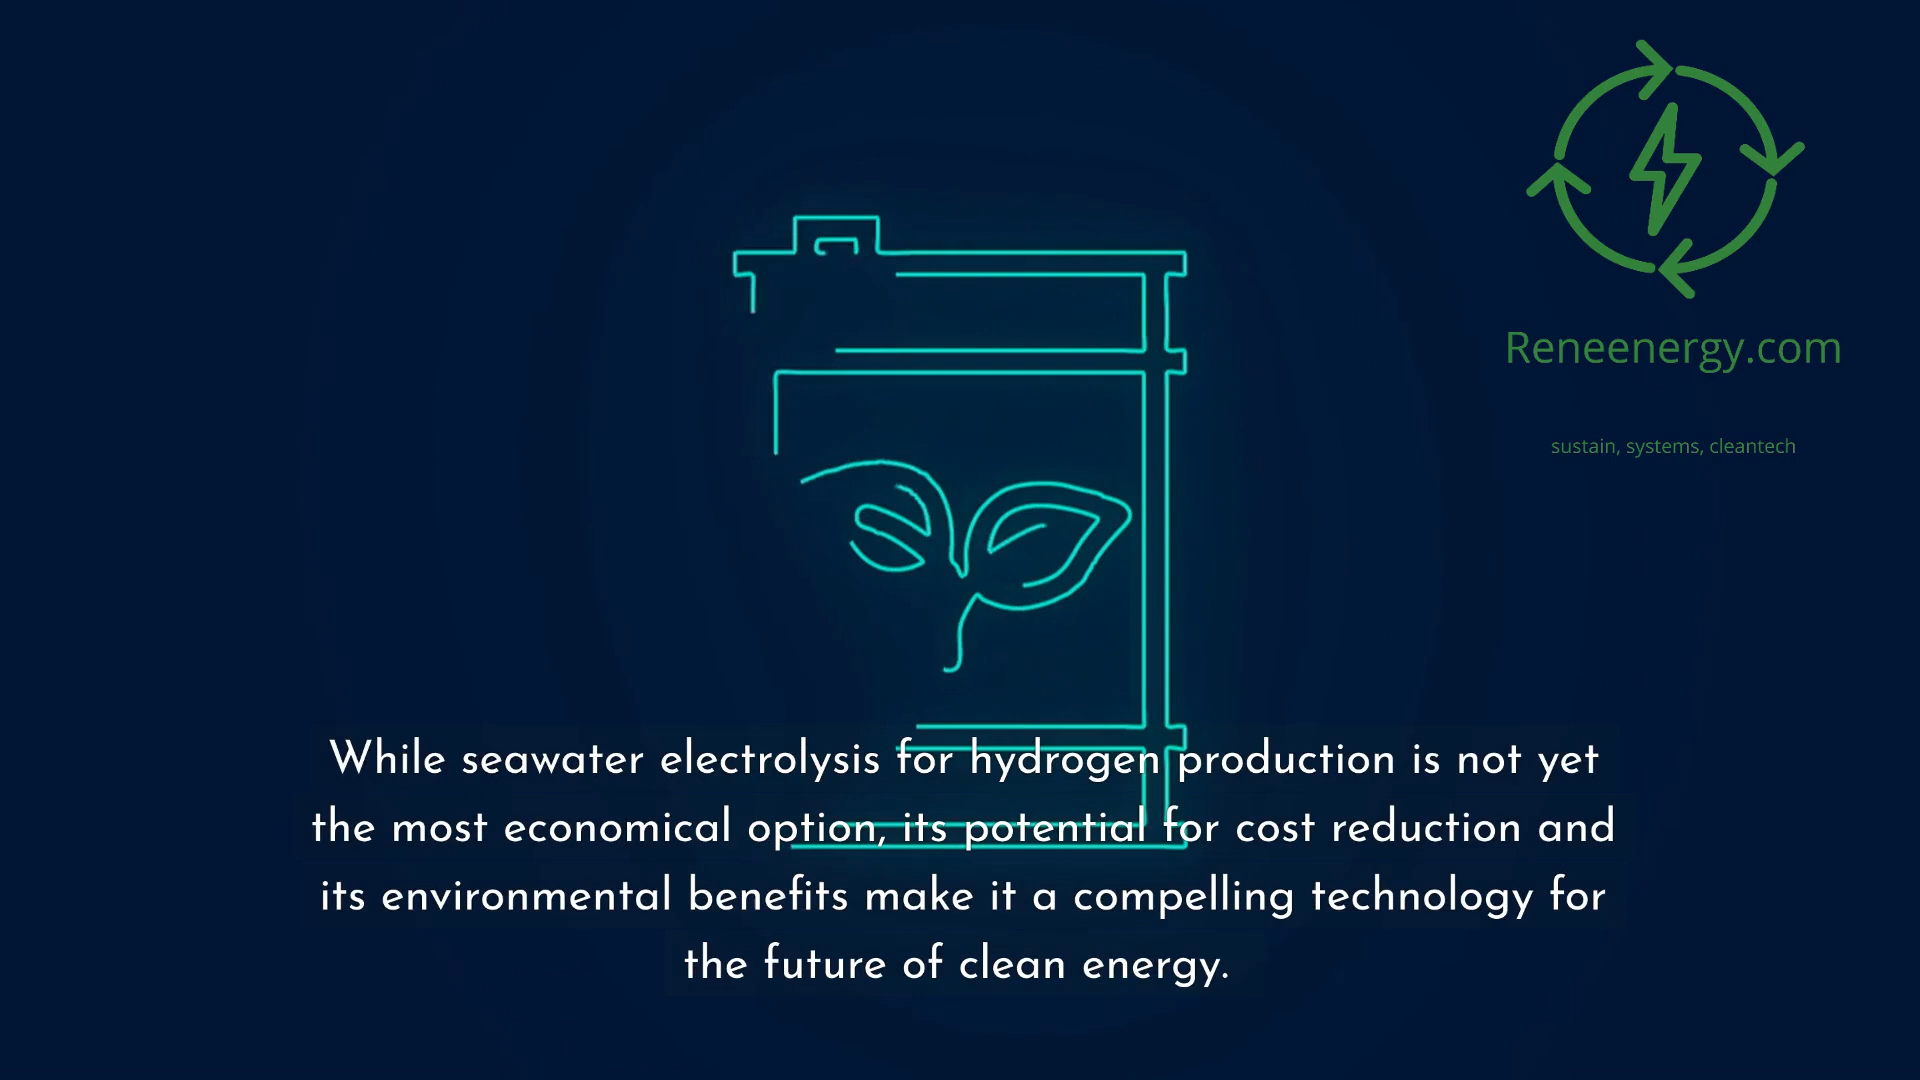 Reneenergy.com
sustain, systems, cleantech
While seawater electrolysis for hydrogen production is not yet
the most economical option, its potential for cost reduction and
its environmental benefits make it a compelling technology for
the future of clean energy.